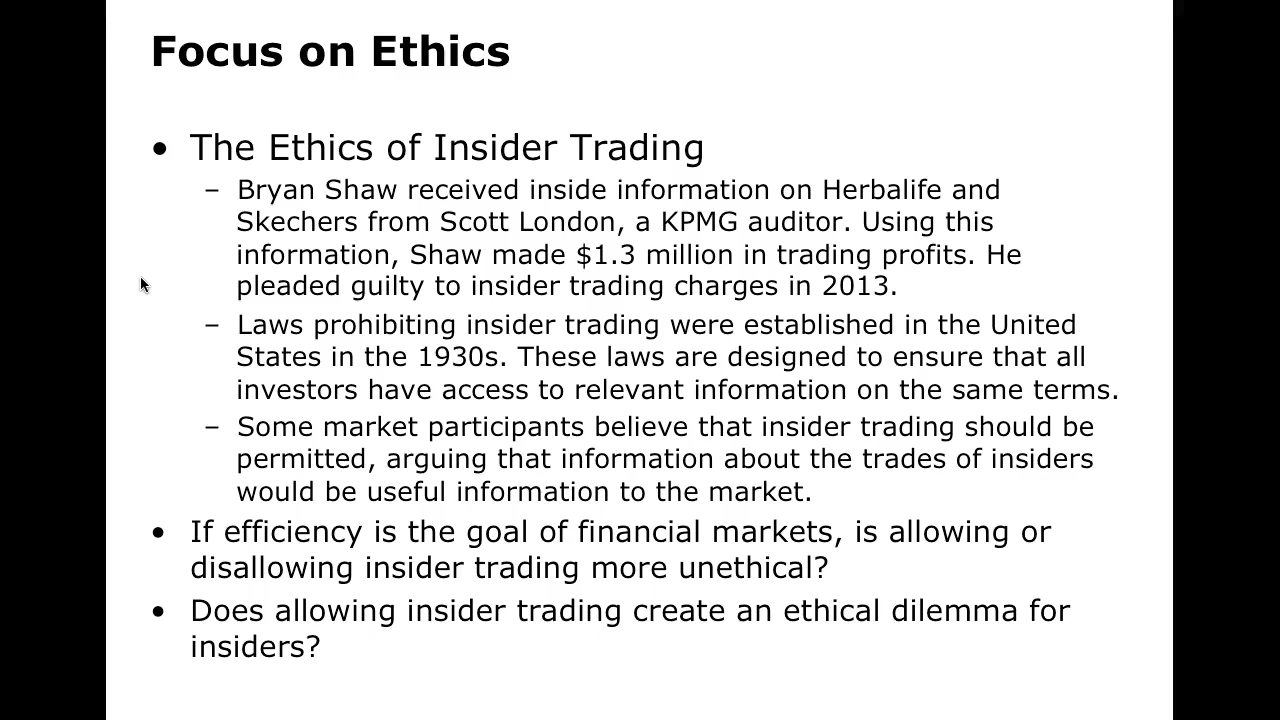 Focus on Ethics
• The Ethics of Insider Trading
– Bryan Shaw received inside information on Herbalife and
Skechers from Scott London, a KPMG auditor. Using this
information, Shaw made $1.3 million in trading profits. He
pleaded guilty to insider trading charges in 2013.
– Laws prohibiting insider trading were established in the United
States in the 1930s. These laws are designed to ensure that all
investors have access to relevant information on the same terms.
– Some market participants believe that insider trading should be
permitted, arguing that information about the trades of insiders
would be useful information to the market.
• If efficiency is the goal of financial markets, is allowing or
disallowing insider trading more unethical?
• Does allowing insider trading create an ethical dilemma for
insiders?